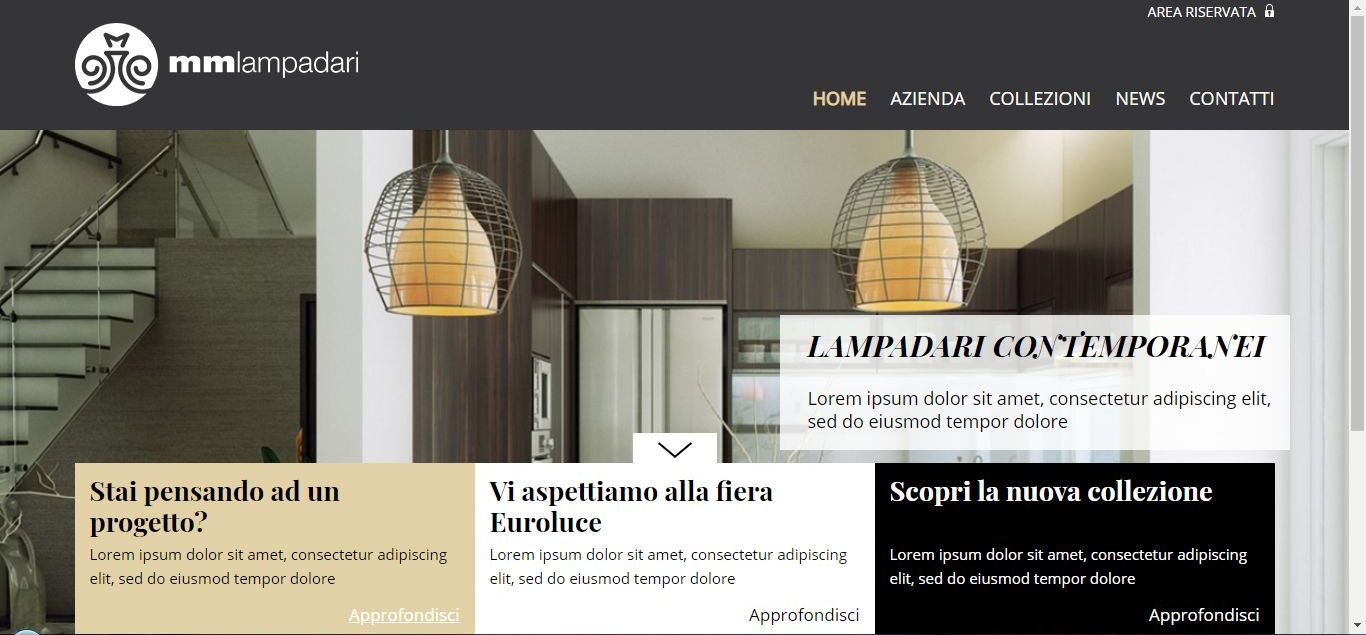 AREA RISERVATA
mmlampadari
HOME AZIENDA COLLEZIONI NEWS CONTATTI
LAMPADARI CONTEMPORANEI
Lorem ipsum dolor sit amet, consectetur adipiscing elit,
sed do eiusmod tempor dolore
Stai pensando ad un
progetto?
Lorem ipsum dolor sit amet, consectetur adipiscing
elit, sed do eiusmod tempor dolore
Approfondisci
Vi aspettiamo alla fiera
Euroluce
Lorem ipsum dolor sit amet, consectetur adipiscing
elit, sed do eiusmod tempor dolore
Approfondisci
Scopri la nuova collezione
Lorem ipsum dolor sit amet, consectetur adipiscing
elit, sed do eiusmod tempor dolore
Approfondisci